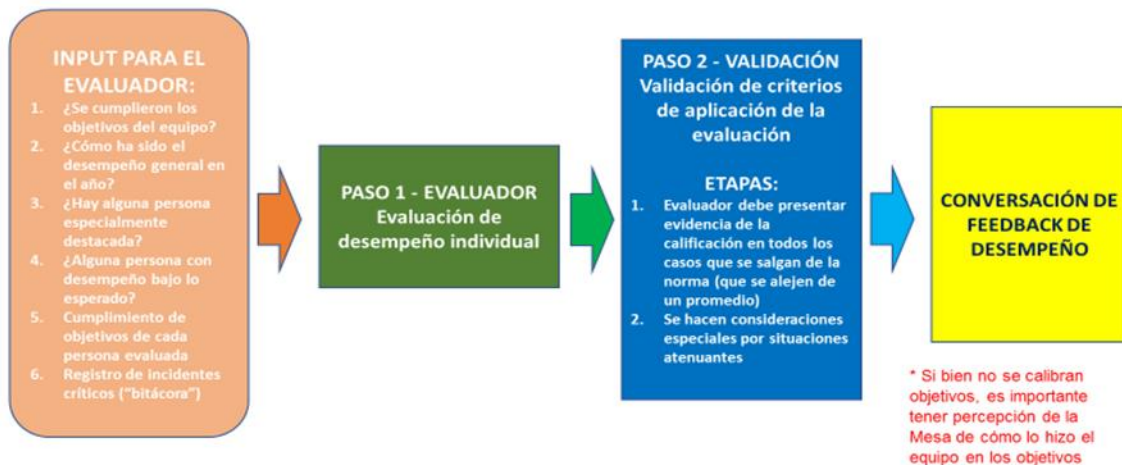 INPUT PARA EL
EVALUADOR:
1. ¿Se cumplieron los
objetivos del equipo?
2. ¿Cómo ha sido el
desempeño general en
el año?
3. ¿Hay alguna persona
especialmente
destacada?
4. ¿Alguna persona con
desempeño bajo lo
esperado?
5. Cumplimiento de
objetivos de cada
persona evaluada
6. Registro de incidentes
críticos ("bitácora")
PASO 1 - EVALUADOR
Evaluación de
desempeño individual
PASO 2 - VALIDACIÓN
Validación de criterios
de aplicación de la
evaluación
ETAPAS:
1. Evaluador debe presentar
evidencia de la
calificación en todos los
casos que se salgan de la
norma (que se alejen de
un promedio)
2. Se hacen consideraciones
especiales por situaciones
atenuantes
CONVERSACIÓN DE
FEEDBACK DE
DESEMPEÑO
* Si bien no se calibran
objetivos, es importante
tener percepción de la
Mesa de cómo lo hizo el
equipo en los objetivos